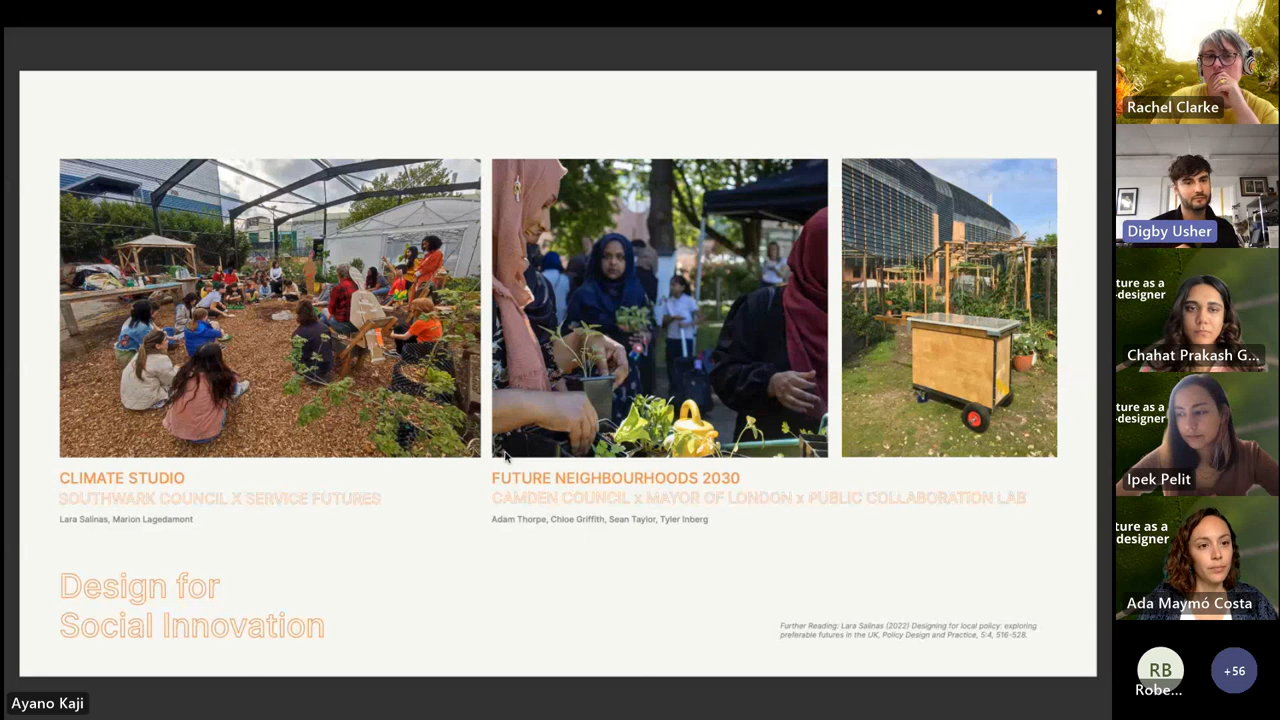 CLIMATE STUDIO
SOUTHWARK COUNCIL X SERVICE FUTURES
Lara Salinas, Marion Lagedamont
FUTURE NEIGHBOURHOODS 2030
CAMDEN COUNCIL x MAYOR OF LONDON x PUBLIC COLLABORATION LAB
Adam Thorpe, Chloe Griffith, Sean Taylor, Tyler Inberg
Design for
Social Innovation
Further Reading: Lara Salinas (2022) Designing for local policy: exploring
preferable futures in the UK, Policy Design and Practice, 5:4, 516-528.
Ayano Kaji
Rachel Clarke
Digby Usher
ture as a
-designer
Chahat Prakash G...
ture as a
-designer
Ipek Pelit
ture as a
designer
Ada Maymó Costa
RB
Robe...
+56